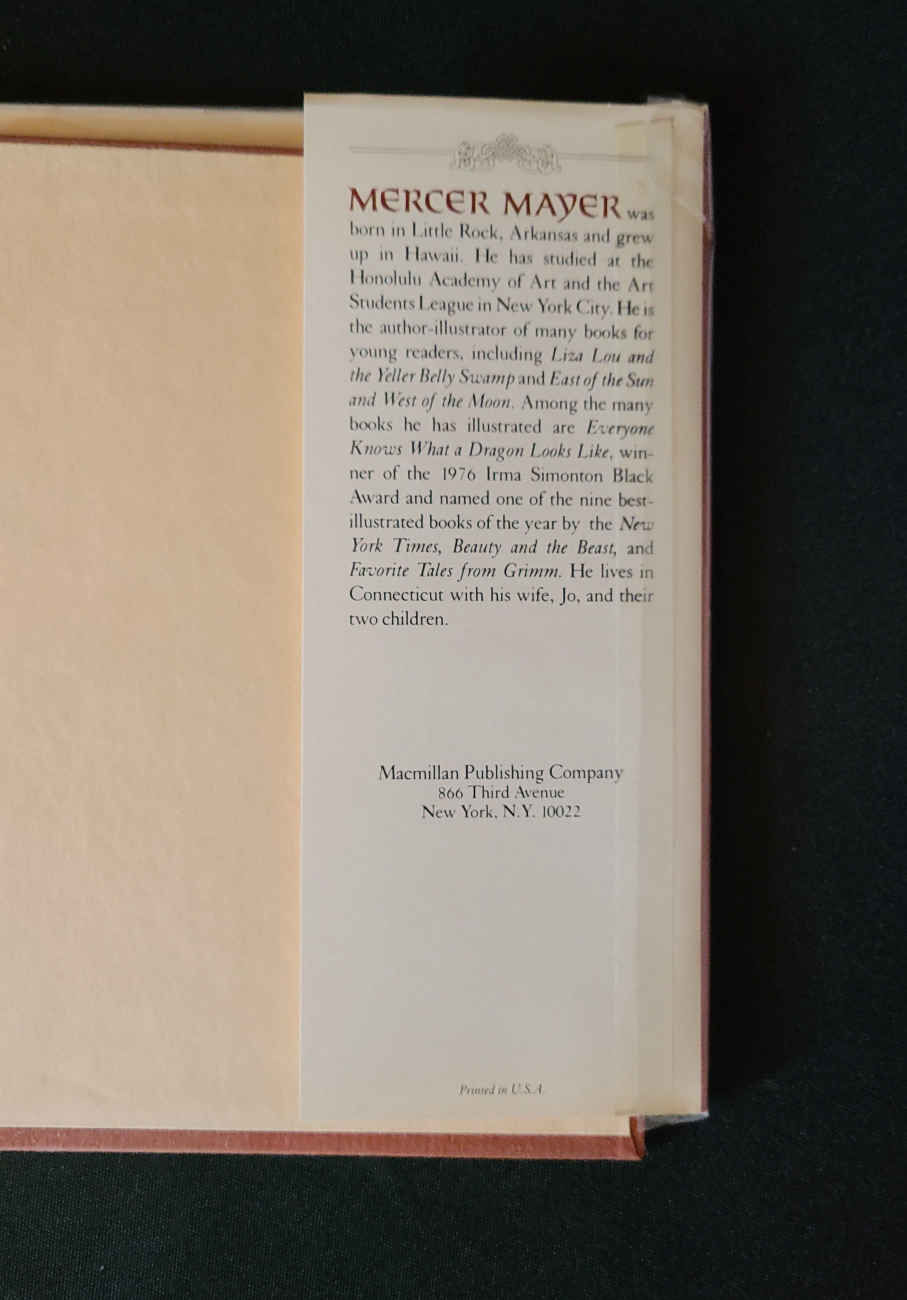 MERCER MAYER was
born in Little Rock, Arkansas and grew
up in Hawaii. He has studied at the
Honolulu Academy of Art and the Art
Students League in New York City. He is
the author-illustrator of many books for
young readers, including Liza Lou and
the Yeller Belly Swamp and East of the Sun
and West of the Moon. Among the many
books he has illustrated are Everyone
Knows What a Dragon Looks Like, win-
ner of the 1976 Irma Simonton Black
Award and named one of the nine best-
illustrated books of the year by the New
York Times, Beauty and the Beast, and
Favorite Tales from Grimm. He lives in
Connecticut with his wife, Jo, and their
two children.
Macmillan Publishing Company
866 Third Avenue
New York, N.Y. 10022
Printed in U.S.A.